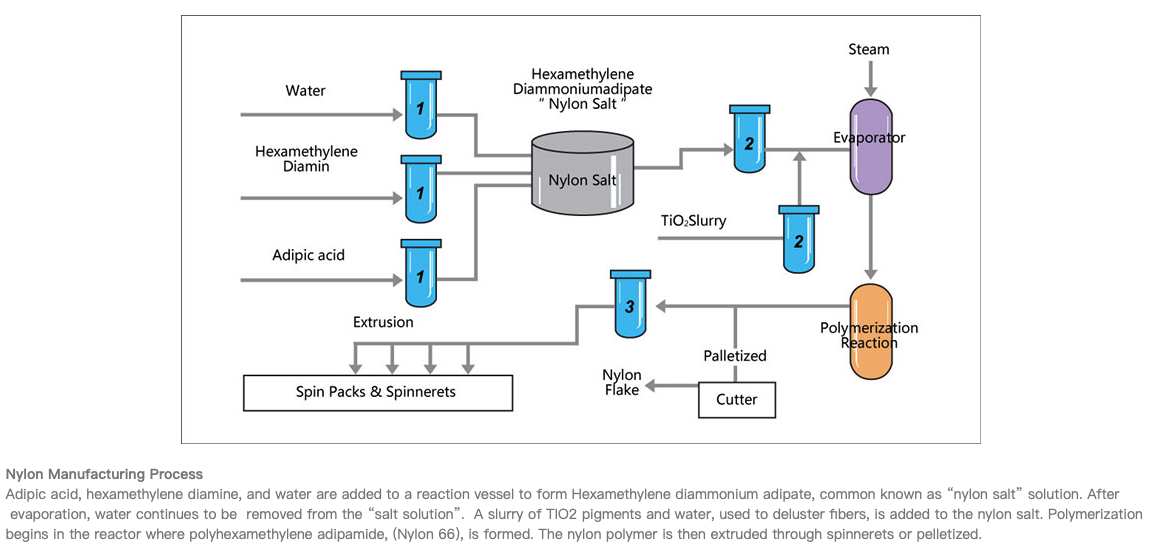 Steam
Hexamethylene
Diammoniumadipate
“ Nylon Salt “
Water
1
Evaporator
2
Hexamethylene
Diamin
1
Nylon Salt
TiO₂Slurry
2
Adipic acid
1
3
Extrusion
Polymerization
Reaction
Palletized
Nylon
Flake
Spin Packs & Spinnerets
Cutter
Nylon Manufacturing Process
Adipic acid, hexamethylene diamine, and water are added to a reaction vessel to form Hexamethylene diammonium adipate, common known as “nylon salt” solution. After
evaporation, water continues to be removed from the “salt solution”. A slurry of TIO2 pigments and water, used to deluster fibers, is added to the nylon salt. Polymerization
begins in the reactor where polyhexamethylene adipamide, (Nylon 66), is formed. The nylon polymer is then extruded through spinnerets or pelletized.